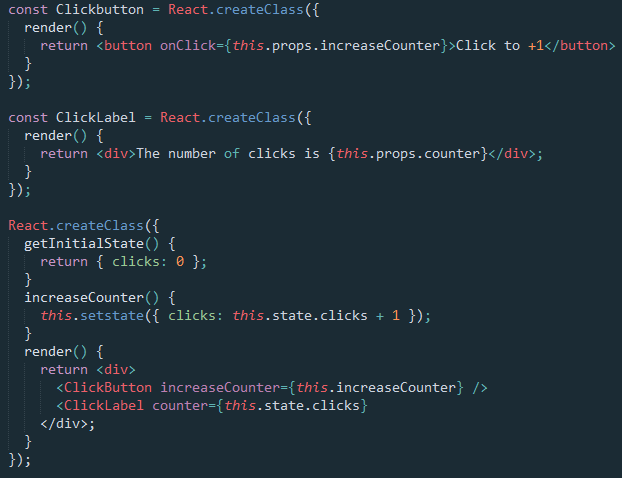 const Clickbutton = React.createClass({
  render() {
    return <button onClick={this.props.increaseCounter}>Click to +1</button>
  }
});

const ClickLabel = React.createClass({
  render() {
    return <div>The number of clicks is {this.props.counter}</div>;
  }
});

React.createClass({
  getInitialState() {
    return { clicks: 0 };
  }
  increaseCounter() {
    this.setstate({ clicks: this.state.clicks + 1 });
  }
  render() {
    return <div>
      <ClickButton increaseCounter={this.increaseCounter} />
      <ClickLabel counter={this.state.clicks}
    </div>;
  }
});